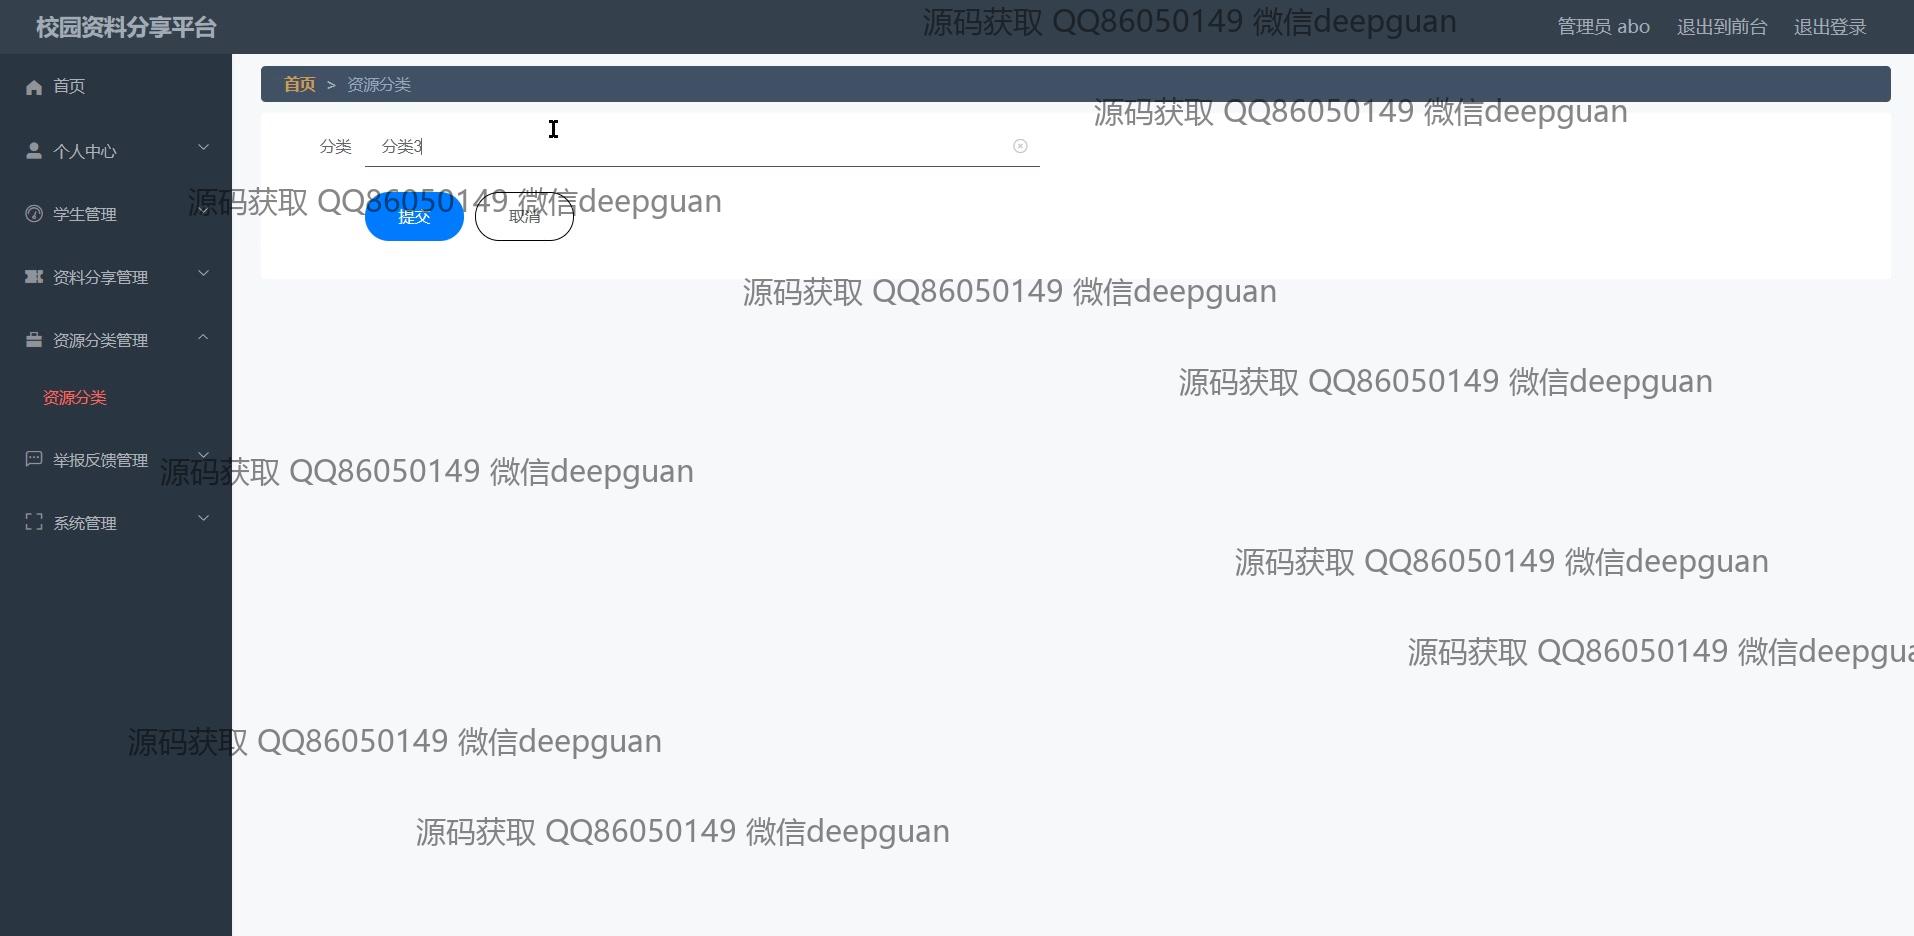 校园资料分享平台
源码获取 QQ86050149 微信deepguan
管理员 abo
退出到前台
退出登录
首页
首页 > 资源分类
源码获取 QQ86050149 微信deepguan
个人中心
分类
分类3
源码获取 QQ86050149 微信deepguan
学生管理
提交
取消
资料分享管理
源码获取 QQ86050149 微信deepguan
资源分类管理
源码获取 QQ86050149 微信deepguan
资源分类
举报反馈管理
源码获取 QQ86050149 微信deepguan
系统管理
源码获取 QQ86050149 微信deepguan
源码获取 QQ86050149 微信deepgua
源码获取 QQ86050149 微信deepguan
源码获取 QQ86050149 微信deepguan